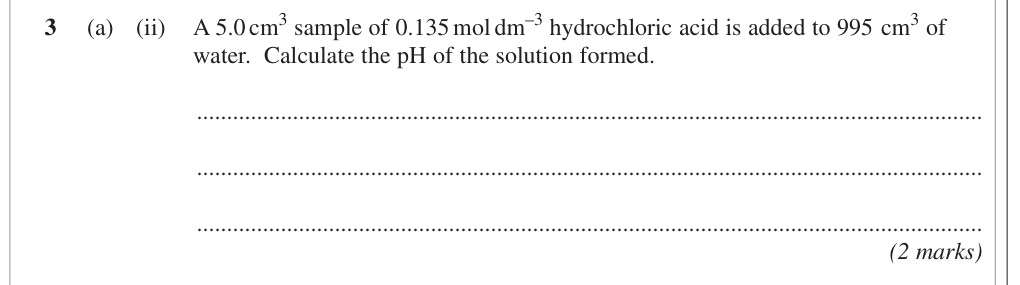 3 (a) (ii) A 5.0 cm³ sample of 0.135 mol dm⁻³ hydrochloric acid is added to 995 cm³ of
water. Calculate the pH of the solution formed.
(2 marks)